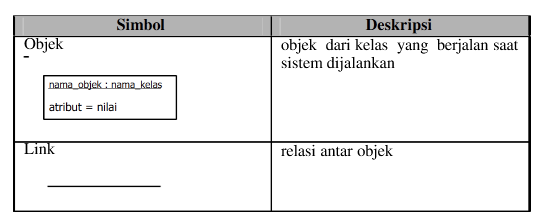 Simbol
Deskripsi
Objek
nama_objek : nama_kelas
atribut = nilai
objek dari kelas yang berjalan saat
sistem dijalankan
Link
relasi antar objek